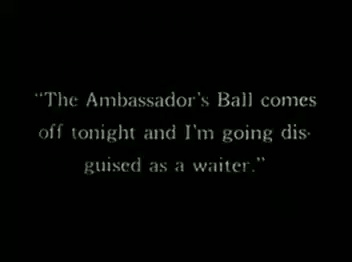 "The Ambassador's Ball comes
off tonight and I'm going dis-
guised as a waiter."